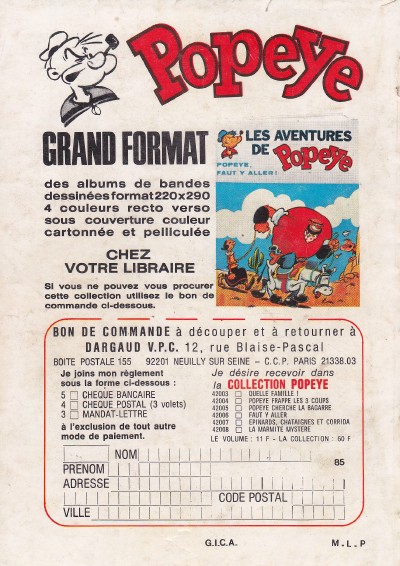 Popeye
GRAND FORMAT
des albums de bandes
dessinées format 220x290
4 couleurs recto verso
sous couverture couleur
cartonnée et pelliculée
CHEZ
VOTRE LIBRAIRE
Si vous ne pouvez vous procurer
cette collection utilisez le bon de
commande ci-dessous.
LES AVENTURES
DE Popeye
POPEYE,
FAUT Y ALLER!
BON DE COMMANDE à découper et à retourner à
DARGAUD V.P.C. 12, rue Blaise-Pascal
BOITE POSTALE 155 92201 NEUILLY SUR SEINE - C.C.P. PARIS 21338.03
Je joins mon règlement
sous la forme ci-dessous :
5 CHEQUE BANCAIRE
4 CHEQUE POSTAL (3 volets)
3 MANDAT-LETTRE
à l'exclusion de tout autre
mode de paiement.
Je désire recevoir dans
la COLLECTION POPEYE
42003 QUELLE FAMILLE !
42004 POPEYE FRAPPE LES 3 COUPS
42005 POPEYE CHERCHE LA BAGARRE
42006 FAUT Y ALLER
42007 EPINARDS, CHATAIGNES ET CORRIDA
42008 LA MARMITE MYSTERE
LE VOLUME : 11 F - LA COLLECTION : 60 F
NOM
PRENOM
85
ADRESSE
CODE POSTAL
VILLE
G.I.C.A.
M.L.P